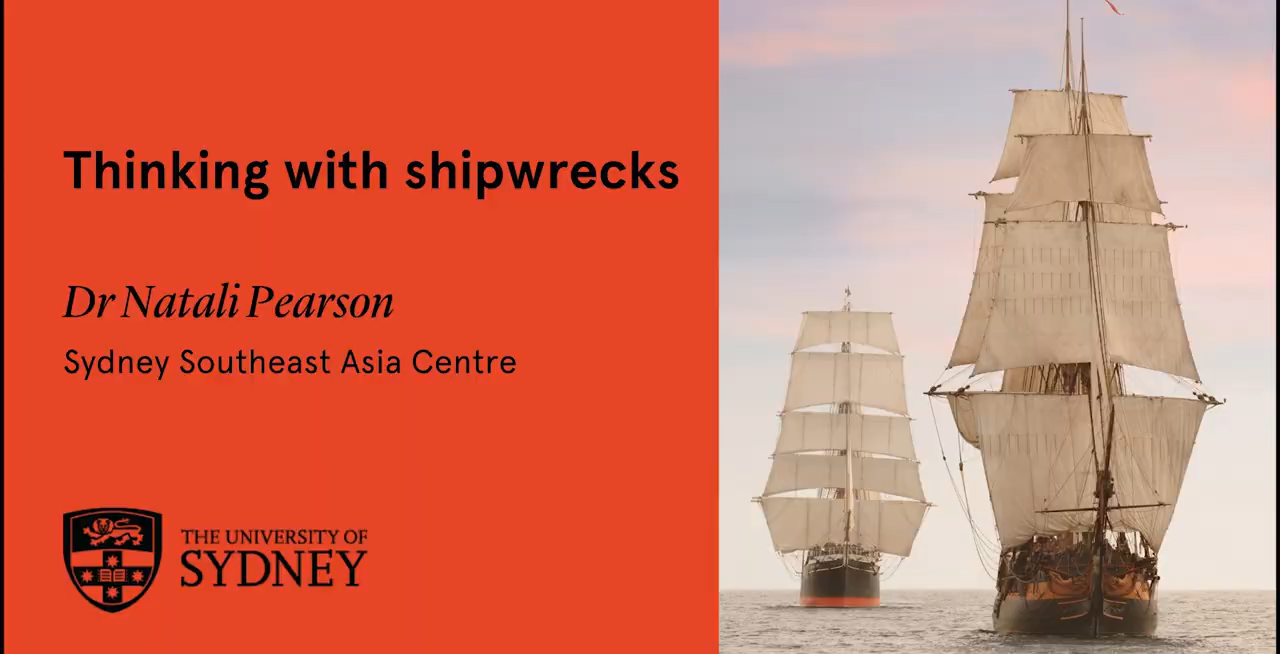 Thinking with shipwrecks
Dr Natali Pearson
Sydney Southeast Asia Centre
THE UNIVERSITY OF
SYDNEY